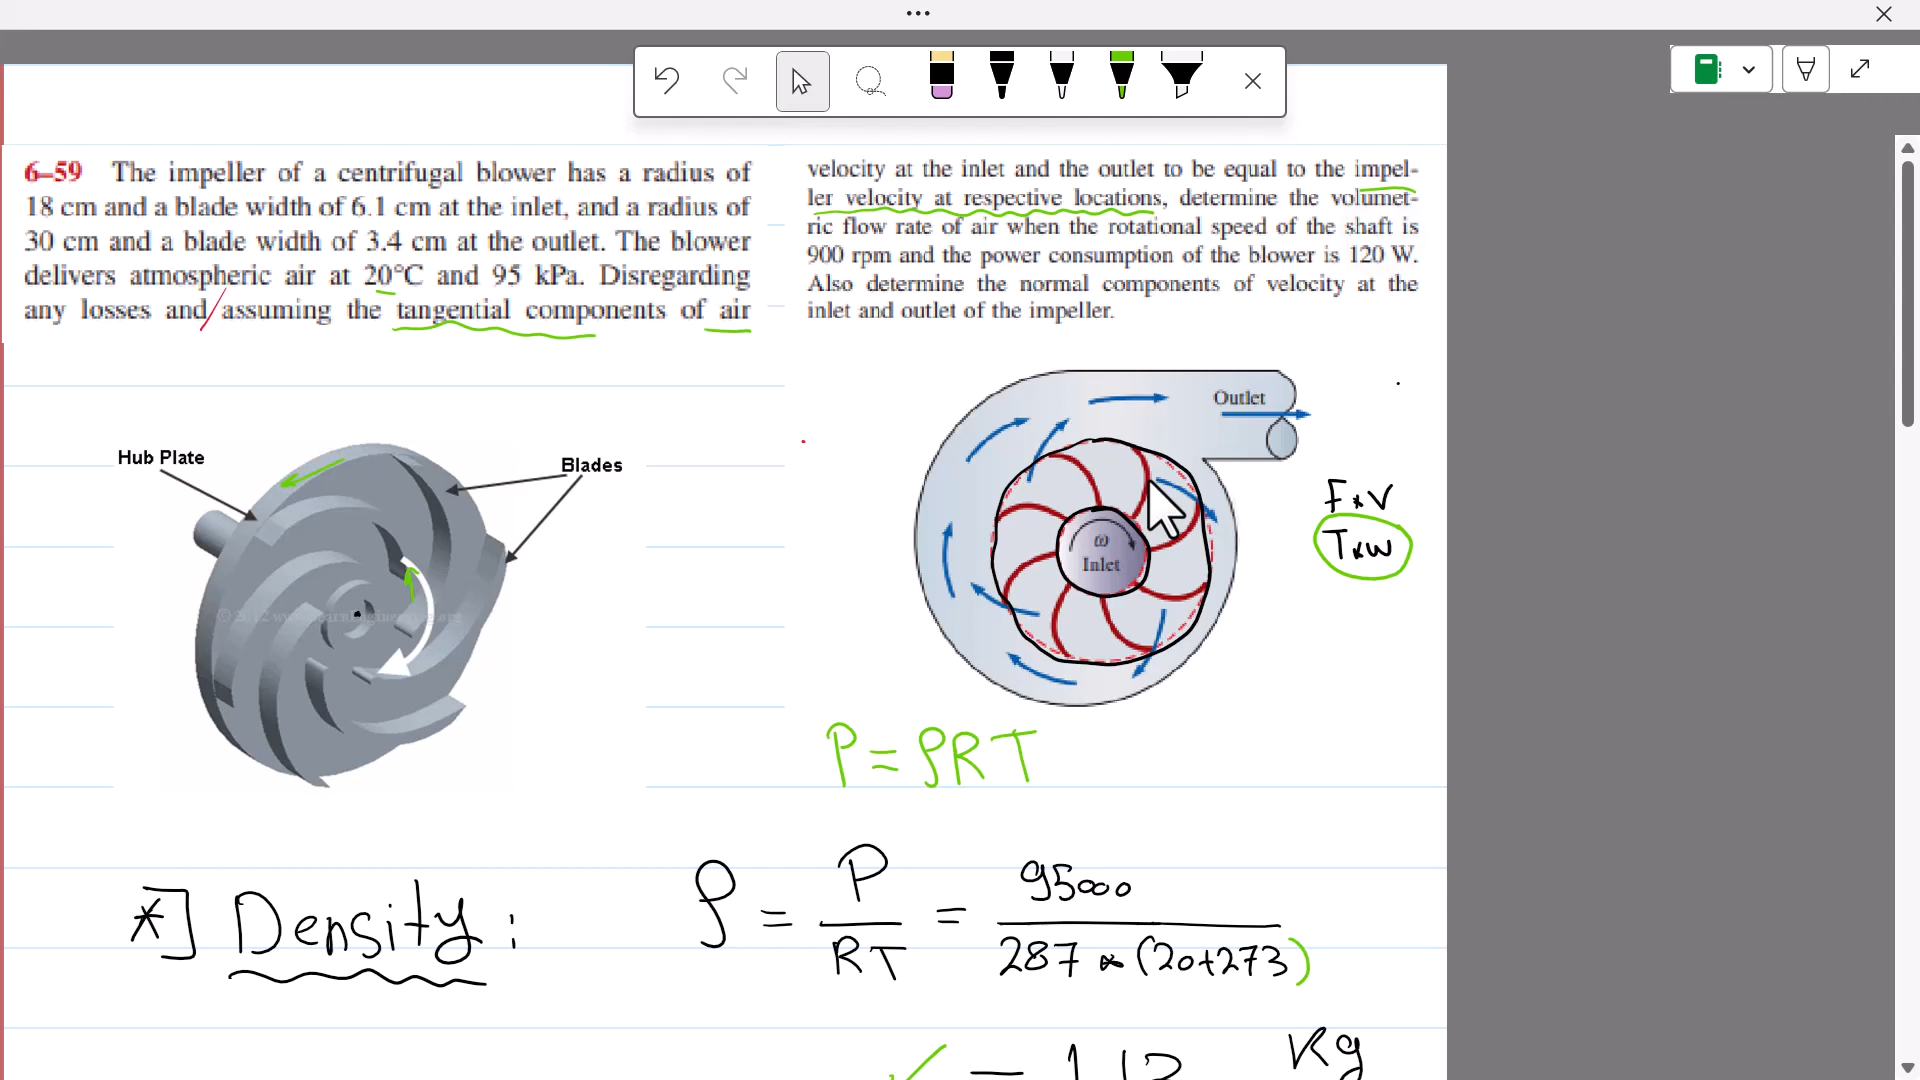 6–59 The impeller of a centrifugal blower has a radius of
18 cm and a blade width of 6.1 cm at the inlet, and a radius of
30 cm and a blade width of 3.4 cm at the outlet. The blower
delivers atmospheric air at 20°C and 95 kPa. Disregarding
any losses and assuming the tangential components of air
velocity at the inlet and the outlet to be equal to the impel-
ler velocity at respective locations, determine the volumet-
ric flow rate of air when the rotational speed of the shaft is
900 rpm and the power consumption of the blower is 120 W.
Also determine the normal components of velocity at the
inlet and outlet of the impeller.
Hub Plate
Blades
Outlet
ω
Inlet
F*V
T*W
P = ρRT
*] Density :
ρ = P / RT = 95000 / 287 * (20+273)
= 1.13 Kg